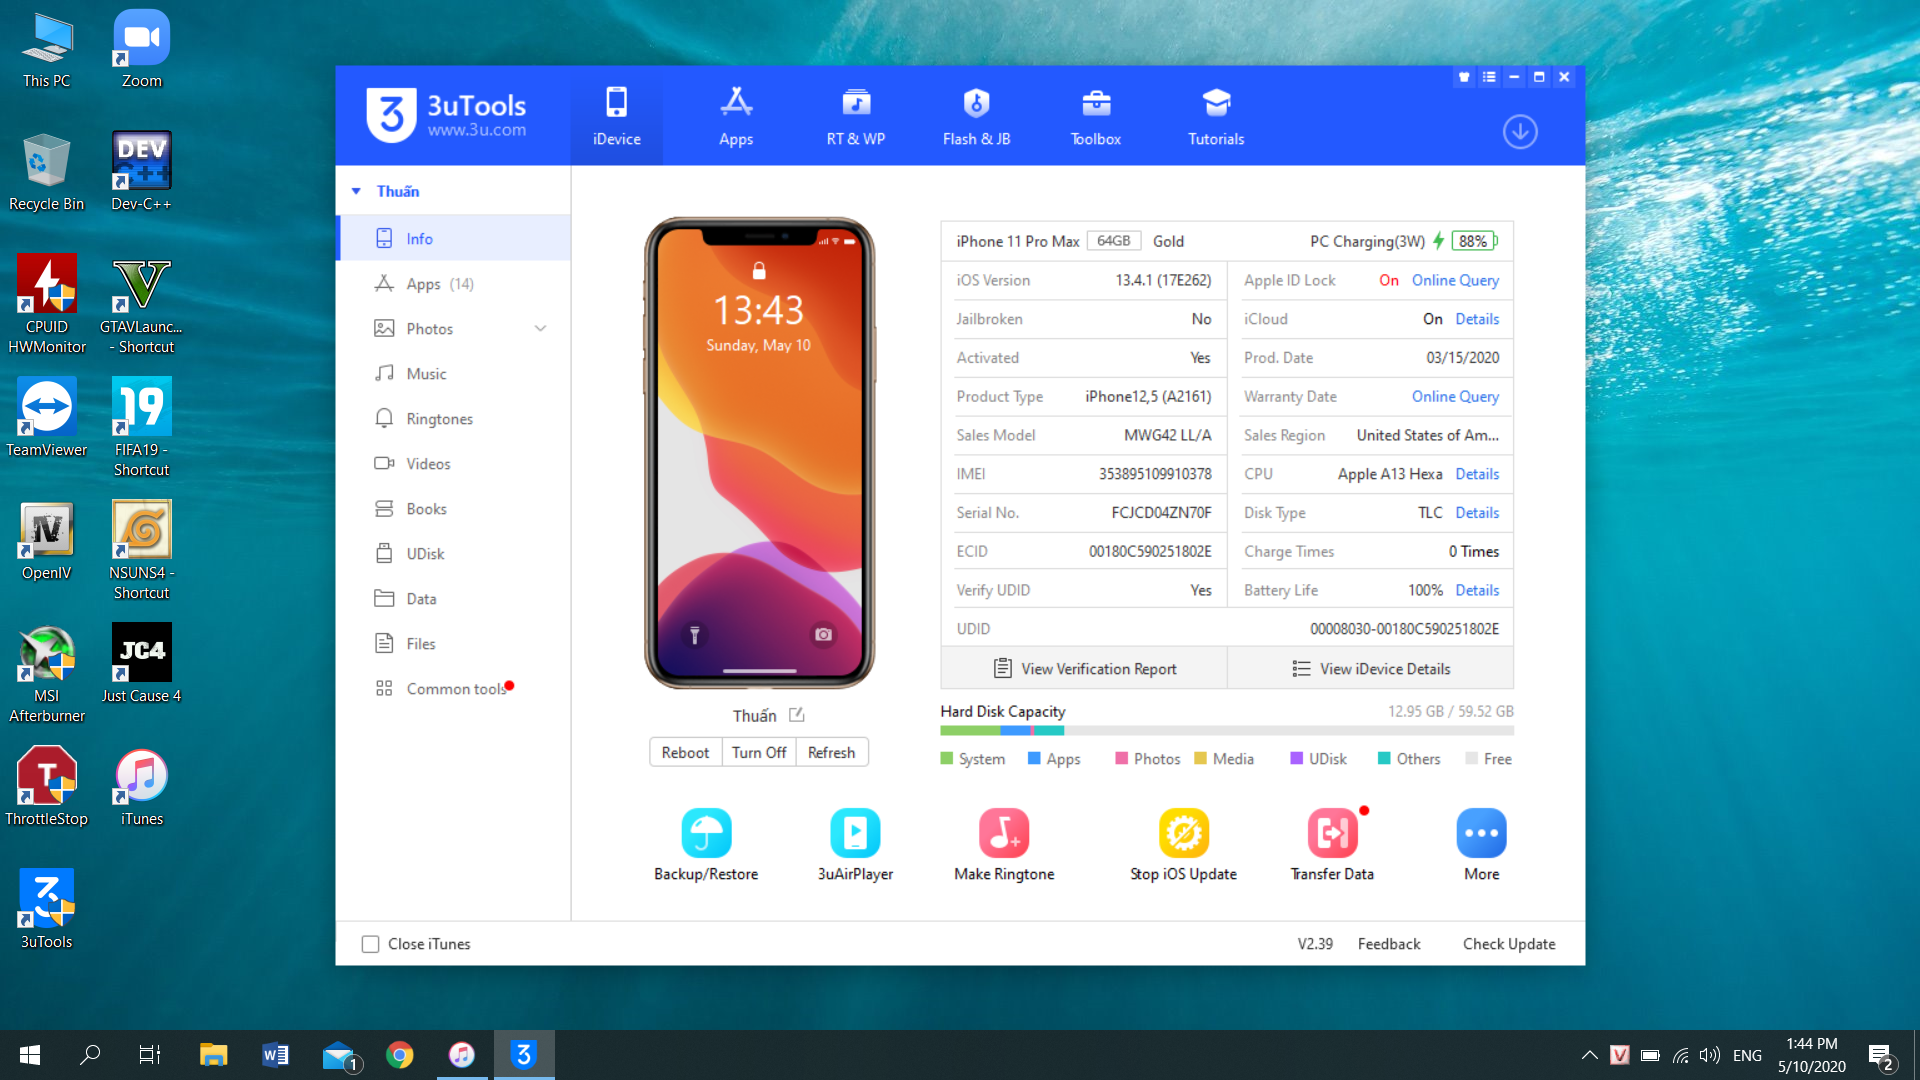 This PC
Zoom
Recycle Bin
DEV
C++
Dev-C++
CPUID
HWMonitor
GTAVLaunc...
- Shortcut
TeamViewer
19
FIFA19 -
Shortcut
OpenIV
NSUNS4 -
Shortcut
MSI
Afterburner
JC4
Just Cause 4
ThrottleStop
iTunes
3uTools
3uTools
www.3u.com
iDevice
Apps
RT & WP
Flash & JB
Toolbox
Tutorials
Thuấn
Info
Apps (14)
Photos
Music
Ringtones
Videos
Books
UDisk
Data
Files
Common tools
13:43
Sunday, May 10
Thuấn
Reboot
Turn Off
Refresh
iPhone 11 Pro Max 64GB Gold
PC Charging(3W) 88%
iOS Version 13.4.1 (17E262)
Apple ID Lock On Online Query
Jailbroken No
iCloud On Details
Activated Yes
Prod. Date 03/15/2020
Product Type iPhone12,5 (A2161)
Warranty Date Online Query
Sales Model MWG42 LL/A
Sales Region United States of Am...
IMEI 353895109910378
CPU Apple A13 Hexa Details
Serial No. FCJCD04ZN70F
Disk Type TLC Details
ECID 00180C590251802E
Charge Times 0 Times
Verify UDID Yes
Battery Life 100% Details
UDID 00008030-00180C590251802E
View Verification Report
View iDevice Details
Hard Disk Capacity 12.95 GB / 59.52 GB
System Apps Photos Media UDisk Others Free
Backup/Restore
3uAirPlayer
Make Ringtone
Stop iOS Update
Transfer Data
More
Close iTunes
V2.39
Feedback
Check Update
1
ENG
1:44 PM
5/10/2020
2